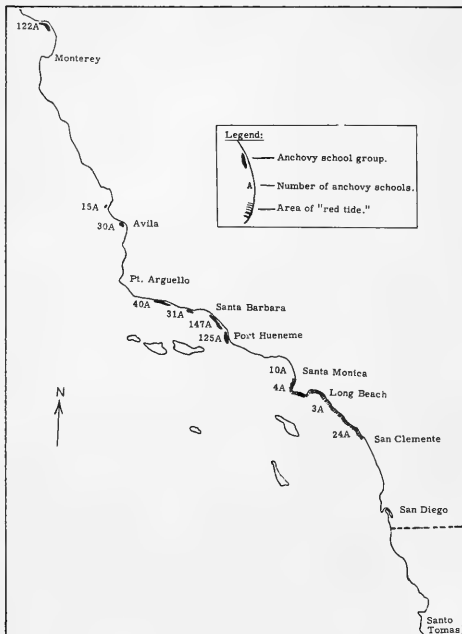 122A
Monterey
Legend:
Anchovy school group.
A
Number of anchovy schools.
Area of "red tide."
15A
30A
Avila
Pt. Arguello
40A
31A
Santa Barbara
147A
125A
Port Hueneme
10A
Santa Monica
4A
Long Beach
3A
N
24A
San Clemente
San Diego
Santo
Tomas